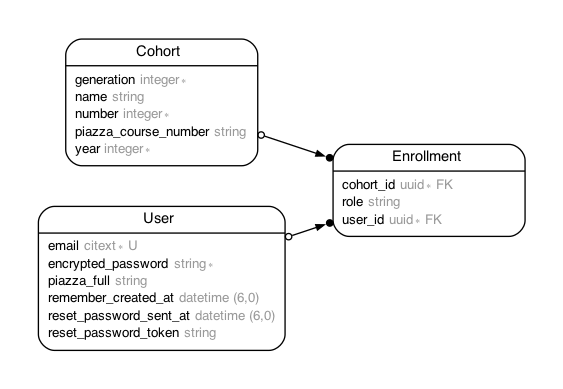 Cohort
generation integer *
name string
number integer *
piazza_course_number string
year integer *
Enrollment
cohort_id uuid * FK
role string
user_id uuid * FK
User
email citext * U
encrypted_password string *
piazza_full string
remember_created_at datetime (6,0)
reset_password_sent_at datetime (6,0)
reset_password_token string